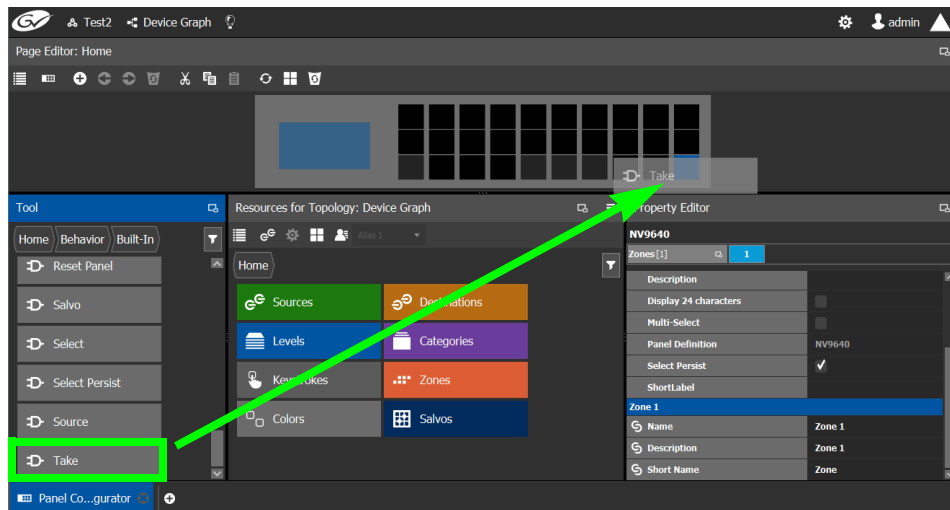 GV Test2 Device Graph admin
Page Editor: Home
Take
Tool
Home Behavior Built-In
Reset Panel
Salvo
Select
Select Persist
Source
Take
Resources for Topology: Device Graph
Alias 1
Home
Sources Destinations
Levels Categories
Keystrokes Zones
Colors Salvos
Property Editor
NV9640
Zones [1] 1
Description
Display 24 characters
Multi-Select
Panel Definition NV9640
Select Persist
ShortLabel
Zone 1
Name Zone 1
Description Zone 1
Short Name Zone
Panel Co...gurator